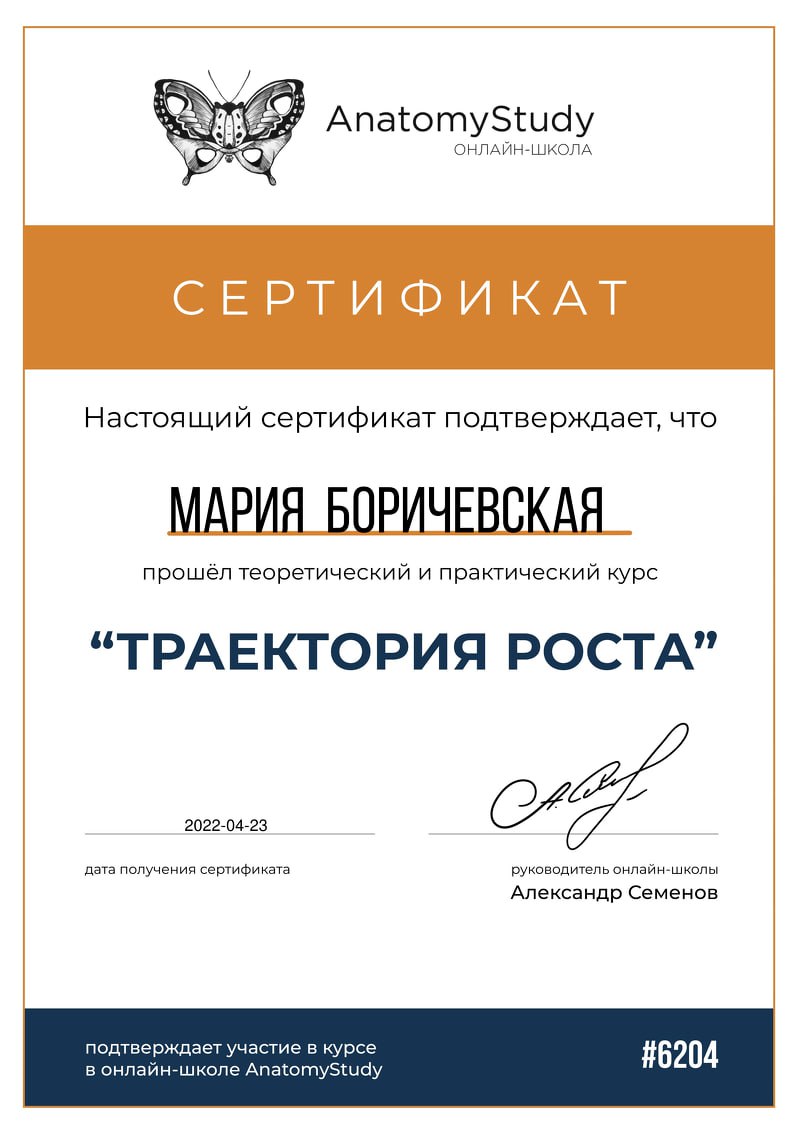 AnatomyStudy
ОНЛАЙН-ШКОЛА
СЕРТИФИКАТ
Настоящий сертификат подтверждает, что
МАРИЯ БОРИЧЕВСКАЯ
прошёл теоретический и практический курс
“ТРАЕКТОРИЯ РОСТА”
2022-04-23
дата получения сертификата
руководитель онлайн-школы
Александр Семенов
подтверждает участие в курсе
в онлайн-школе AnatomyStudy
#6204